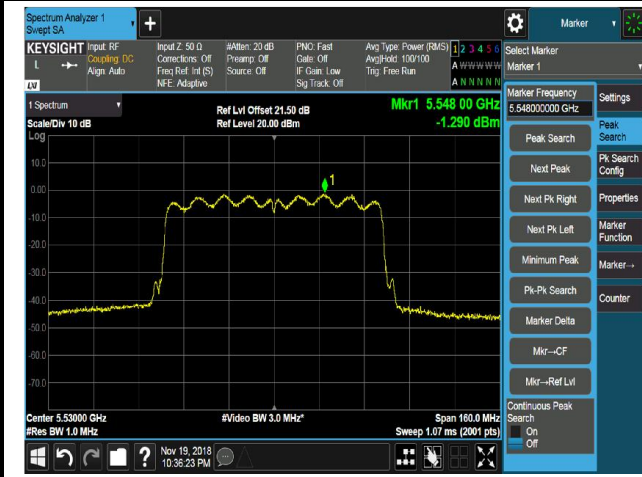 Spectrum Analyzer 1
Swept SA
Marker
KEYSIGHT
L
LXI
Input: RF
Coupling: DC
Align: Auto
Input Z: 50 Ω
Corrections: Off
Freq Ref: Int (S)
NFE: Adaptive
#Atten: 20 dB
Preamp: Off
Source: Off
PNO: Fast
Gate: Off
IF Gain: Low
Sig Track: Off
Avg Type: Power (RMS)
Avg|Hold: 100/100
Trig: Free Run
1 2 3 4 5 6
A W W W W W
A N N N N N
Select Marker
Marker 1
1 Spectrum
Scale/Div 10 dB
Log
Ref Lvl Offset 21.50 dB
Ref Level 20.00 dBm
Mkr1 5.548 00 GHz
-1.290 dBm
10.0
0.00
-10.0
-20.0
-30.0
-40.0
-50.0
-60.0
-70.0
1
Center 5.53000 GHz
#Res BW 1.0 MHz
#Video BW 3.0 MHz*
Span 160.0 MHz
Sweep 1.07 ms (2001 pts)
Marker Frequency
5.548000000 GHz
Peak Search
Next Peak
Next Pk Right
Next Pk Left
Minimum Peak
Pk-Pk Search
Marker Delta
Mkr→CF
Mkr→Ref Lvl
Continuous Peak
Search
On
Off
Settings
Peak
Search
Pk Search
Config
Properties
Marker
Function
Marker→
Counter
?
Nov 19, 2018
10:36:23 PM